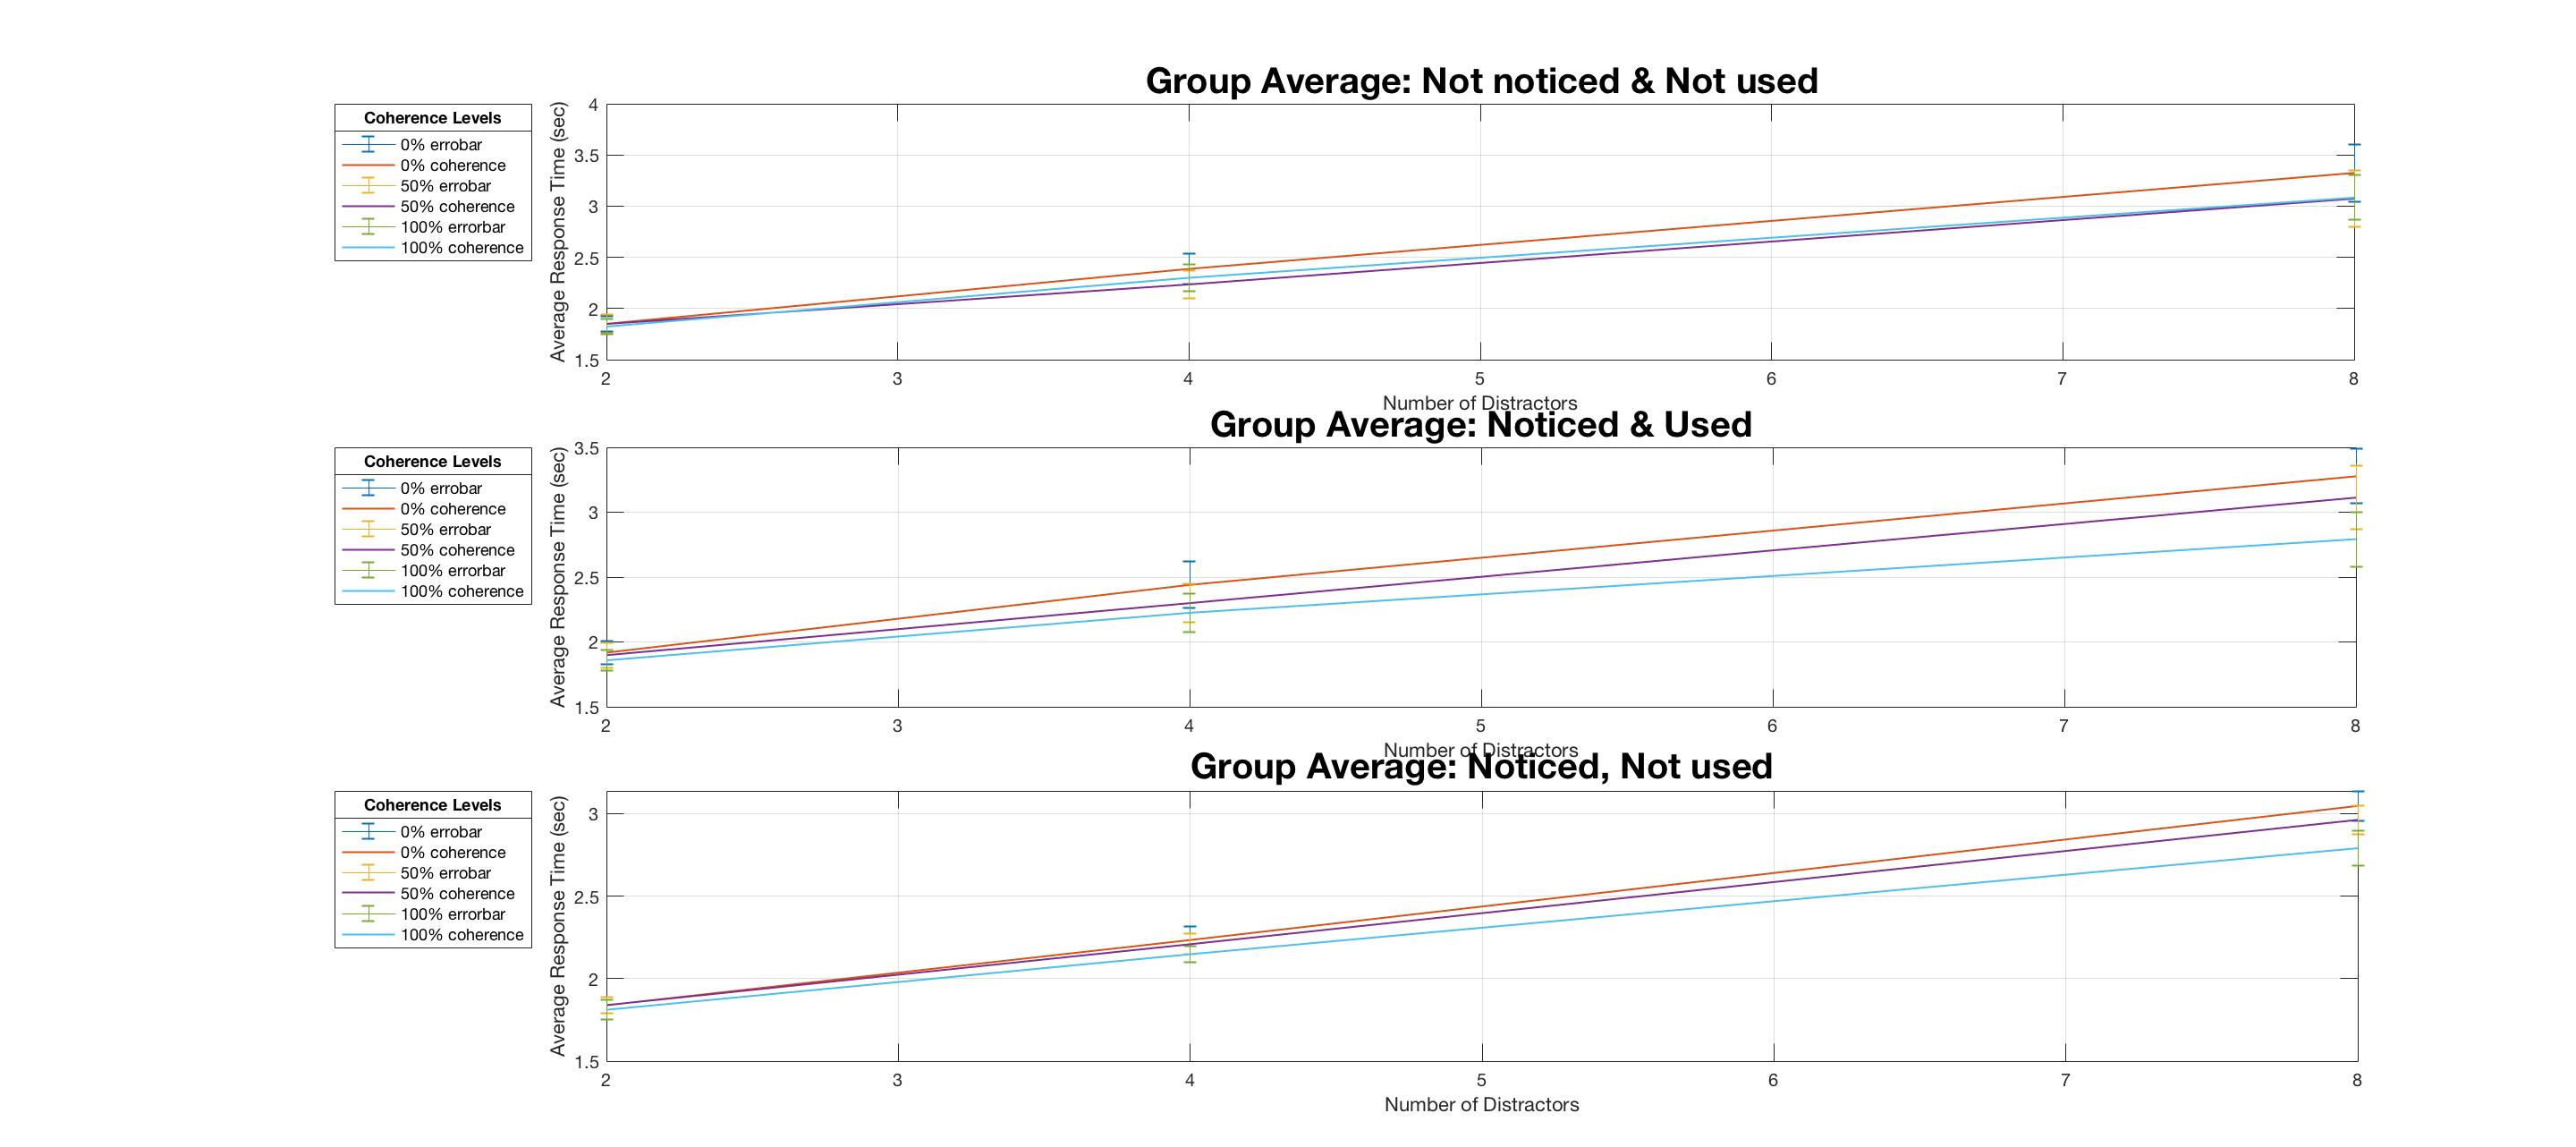 Group Average: Not noticed & Not used
Coherence Levels
0% errobar
0% coherence
50% errobar
50% coherence
100% errorbar
100% coherence
Average Response Time (sec)
4
3.5
3
2.5
2
1.5
2 3 4 5 6 7 8
Number of Distractors
Group Average: Noticed & Used
Coherence Levels
0% errobar
0% coherence
50% errobar
50% coherence
100% errorbar
100% coherence
Average Response Time (sec)
3.5
3
2.5
2
1.5
2 3 4 5 6 7 8
Number of Distractors
Group Average: Noticed, Not used
Coherence Levels
0% errobar
0% coherence
50% errobar
50% coherence
100% errorbar
100% coherence
Average Response Time (sec)
3
2.5
2
1.5
2 3 4 5 6 7 8
Number of Distractors